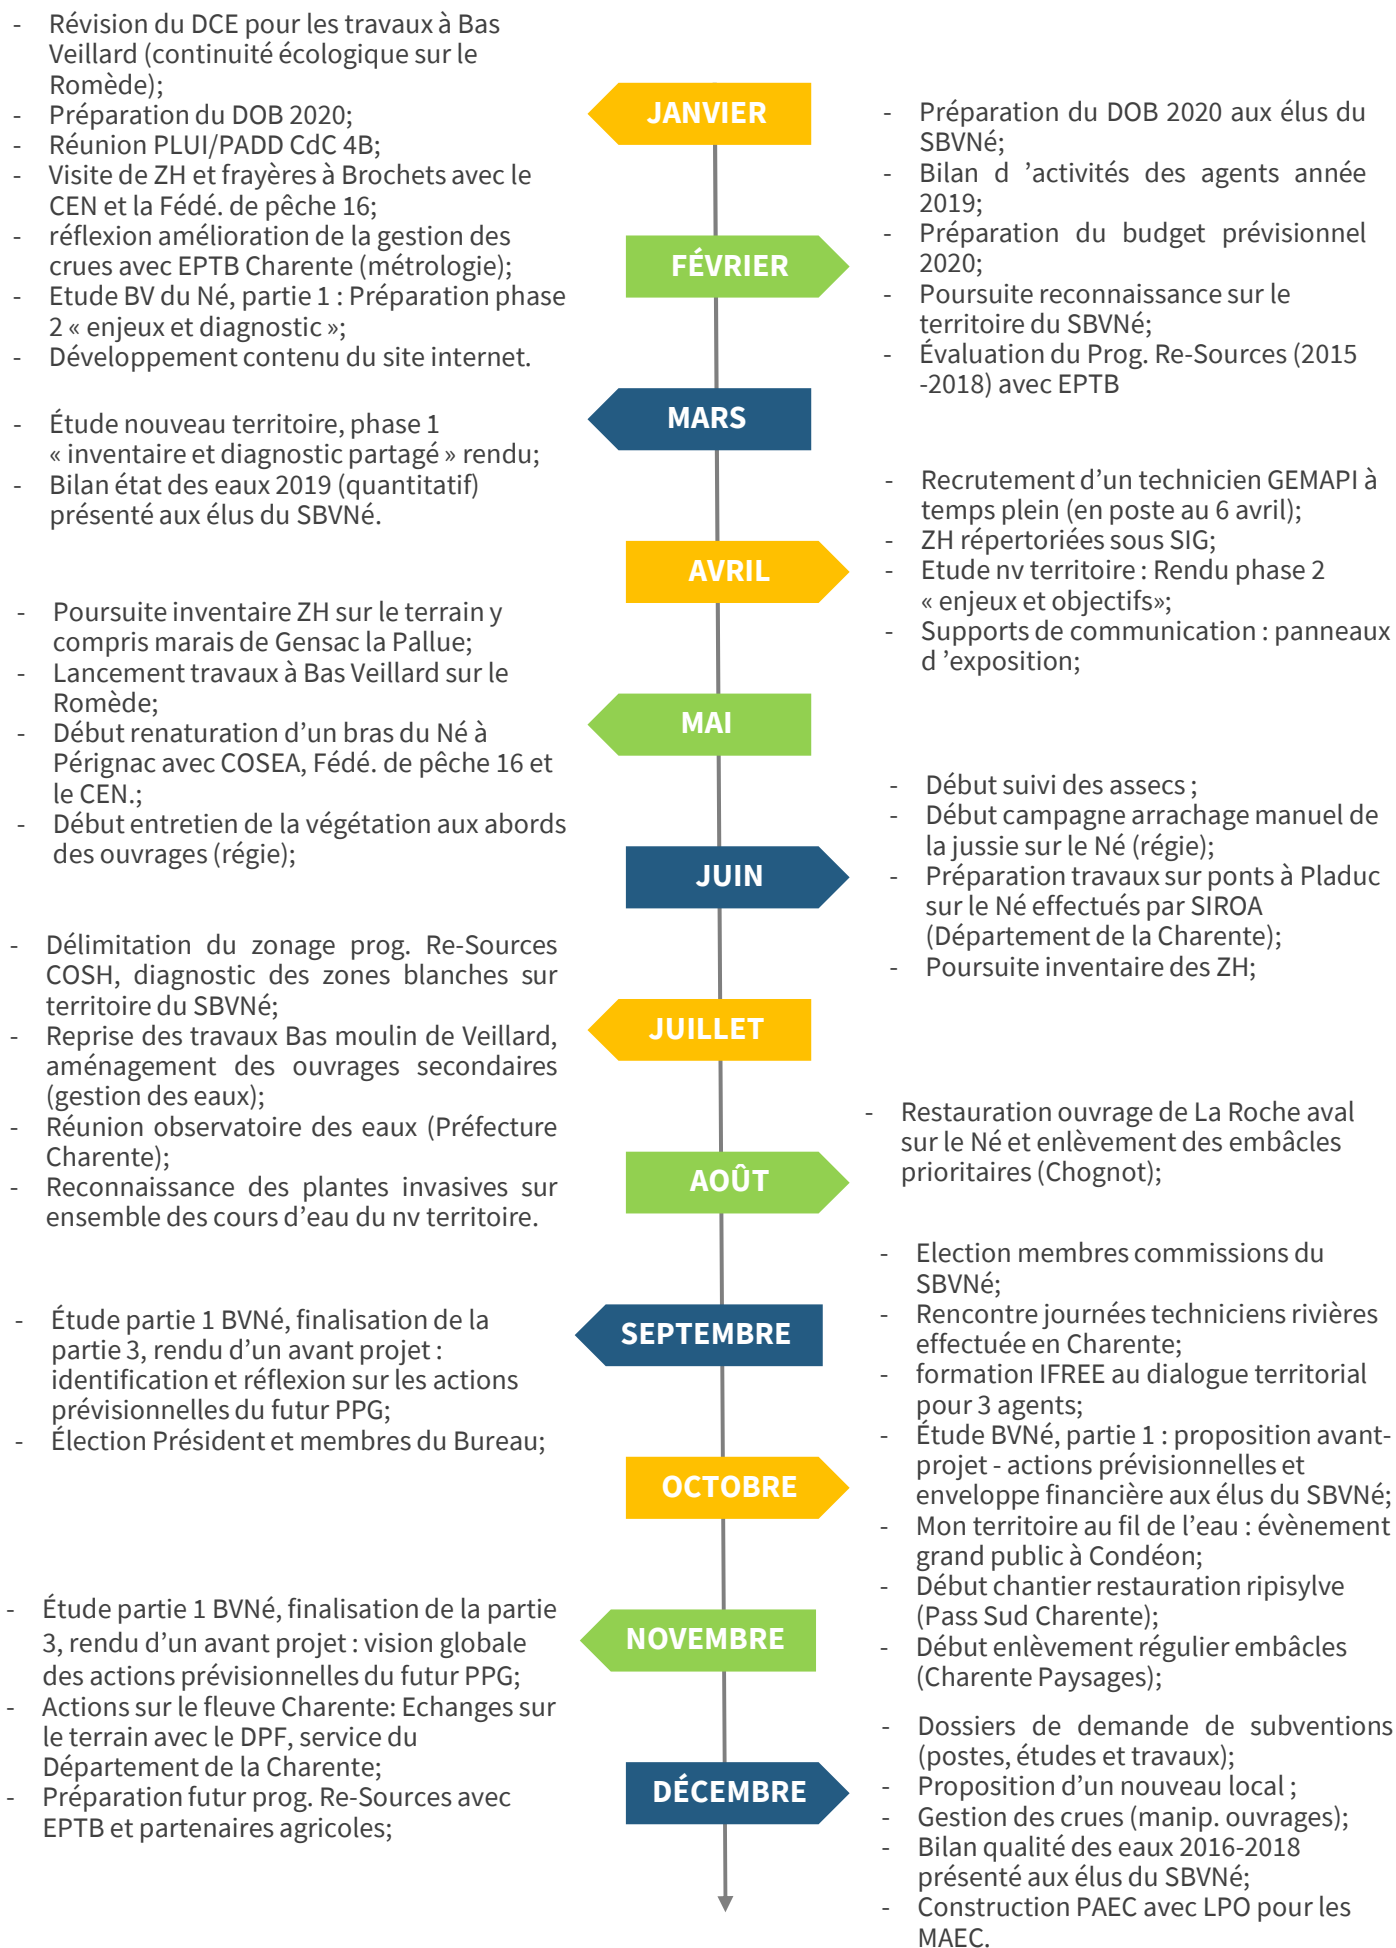 JANVIER
- Révision du DCE pour les travaux à Bas
Veillard (continuité écologique sur le
Romède);
- Préparation du DOB 2020;
- Réunion PLUI/PADD CdC 4B;
- Visite de ZH et frayères à Brochets avec le
CEN et la Fédé. de pêche 16;
- réflexion amélioration de la gestion des
crues avec EPTB Charente (métrologie);
- Etude BV du Né, partie 1 : Préparation phase
2 « enjeux et diagnostic »;
- Développement contenu du site internet.
FÉVRIER
- Préparation du DOB 2020 aux élus du
SBVNé;
- Bilan d ’activités des agents année
2019;
- Préparation du budget prévisionnel
2020;
- Poursuite reconnaissance sur le
territoire du SBVNé;
- Évaluation du Prog. Re-Sources (2015
-2018) avec EPTB
MARS
- Étude nouveau territoire, phase 1
« inventaire et diagnostic partagé » rendu;
- Bilan état des eaux 2019 (quantitatif)
présenté aux élus du SBVNé.
AVRIL
- Recrutement d’un technicien GEMAPI à
temps plein (en poste au 6 avril);
- ZH répertoriées sous SIG;
- Etude nv territoire : Rendu phase 2
« enjeux et objectifs»;
- Supports de communication : panneaux
d ’exposition;
MAI
- Poursuite inventaire ZH sur le terrain y
compris marais de Gensac la Pallue;
- Lancement travaux à Bas Veillard sur le
Romède;
- Début renaturation d’un bras du Né à
Pérignac avec COSEA, Fédé. de pêche 16 et
le CEN.;
- Début entretien de la végétation aux abords
des ouvrages (régie);
JUIN
- Début suivi des assecs ;
- Début campagne arrachage manuel de
la jussie sur le Né (régie);
- Préparation travaux sur ponts à Pladuc
sur le Né effectués par SIROA
(Département de la Charente);
- Poursuite inventaire des ZH;
JUILLET
- Délimitation du zonage prog. Re-Sources
COSH, diagnostic des zones blanches sur
territoire du SBVNé;
- Reprise des travaux Bas moulin de Veillard,
aménagement des ouvrages secondaires
(gestion des eaux);
- Réunion observatoire des eaux (Préfecture
Charente);
- Reconnaissance des plantes invasives sur
ensemble des cours d’eau du nv territoire.
AOÛT
- Restauration ouvrage de La Roche aval
sur le Né et enlèvement des embâcles
prioritaires (Chognot);
SEPTEMBRE
- Étude partie 1 BVNé, finalisation de la
partie 3, rendu d’un avant projet :
identification et réflexion sur les actions
prévisionnelles du futur PPG;
- Élection Président et membres du Bureau;
OCTOBRE
- Election membres commissions du
SBVNé;
- Rencontre journées techniciens rivières
effectuée en Charente;
- formation IFREE au dialogue territorial
pour 3 agents;
- Étude BVNé, partie 1 : proposition avant-
projet - actions prévisionnelles et
enveloppe financière aux élus du SBVNé;
- Mon territoire au fil de l’eau : évènement
grand public à Condéon;
- Début chantier restauration ripisylve
(Pass Sud Charente);
- Début enlèvement régulier embâcles
(Charente Paysages);
NOVEMBRE
- Étude partie 1 BVNé, finalisation de la partie
3, rendu d’un avant projet : vision globale
des actions prévisionnelles du futur PPG;
- Actions sur le fleuve Charente: Echanges sur
le terrain avec le DPF, service du
Département de la Charente;
- Préparation futur prog. Re-Sources avec
EPTB et partenaires agricoles;
DÉCEMBRE
- Dossiers de demande de subventions
(postes, études et travaux);
- Proposition d’un nouveau local ;
- Gestion des crues (manip. ouvrages);
- Bilan qualité des eaux 2016-2018
présenté aux élus du SBVNé;
- Construction PAEC avec LPO pour les
MAEC.